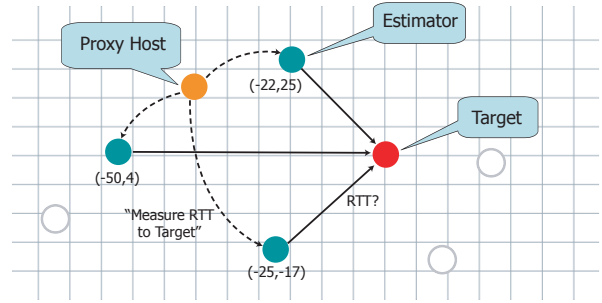 Estimator
Proxy Host
(-22,25)
Target
(-50,4)
RTT?
“Measure RTT
to Target”
(-25,-17)